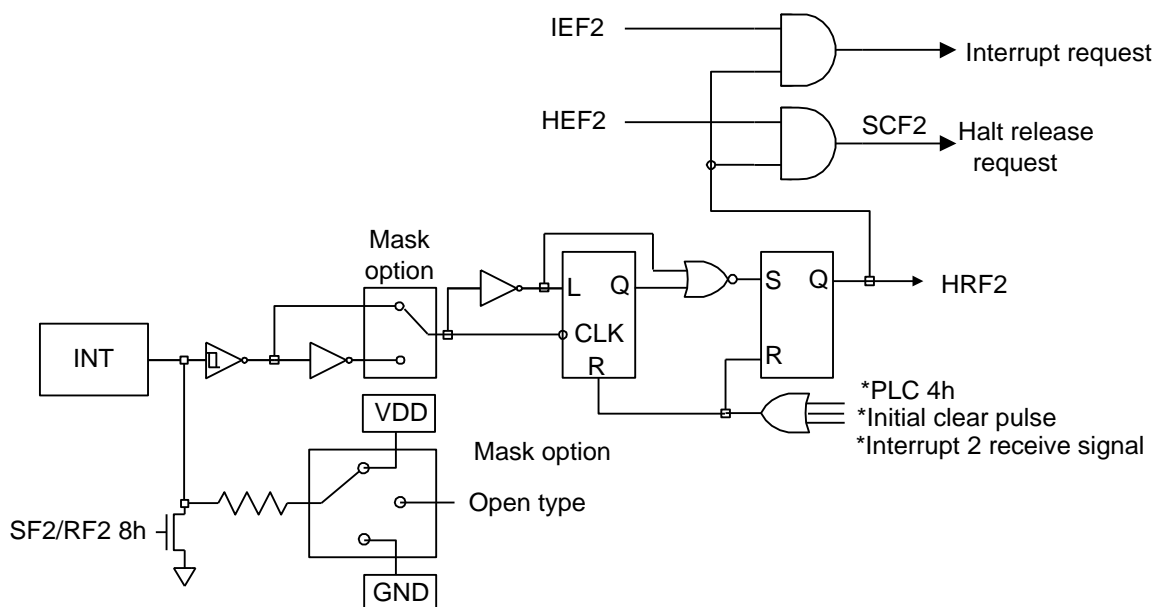 IEF2
Interrupt request
HEF2
SCF2
Halt release
request
Mask
option
L
Q
CLK
R
S
Q
R
HRF2
INT
*PLC 4h
*Initial clear pulse
*Interrupt 2 receive signal
VDD
Mask option
Open type
SF2/RF2 8h
GND